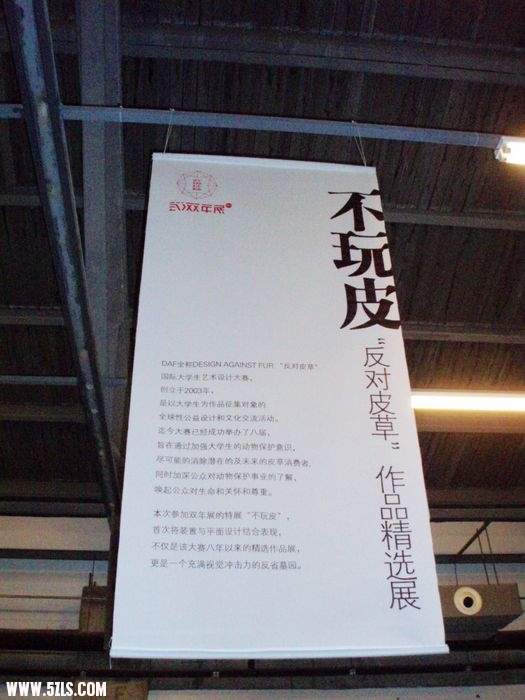 武汉双年展
不玩皮
"反对皮草"作品精选展
DAF全称DESIGN AGAINST FUR "反对皮草"
国际大学生艺术设计大赛。
创立于2003年,
是以大学生为作品征集对象的
全球性公益设计和文化交流活动。
迄今大赛已经成功举办了八届,
旨在通过加强大学生的动物保护意识,
尽可能的消除潜在的及未来的皮草消费者,
同时加深公众对动物保护事业的了解,
唤起公众对生命和关怀和尊重。
本次参加双年展的特展"不玩皮",
首次将装置与平面设计结合表现,
不仅是该大赛八年以来的精选作品展,
更是一个充满视觉冲击力的反省墓园。
WWW.52LS.COM